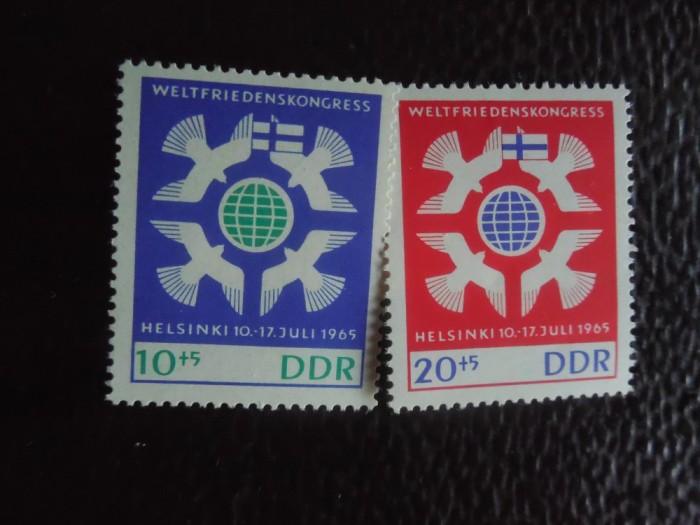 WELTFRIEDENSKONGRESS
HELSINKI 10.-17. JULI 1965
10+5 DDR
WELTFRIEDENSKONGRESS
HELSINKI 10.-17. JULI 1965
20+5 DDR